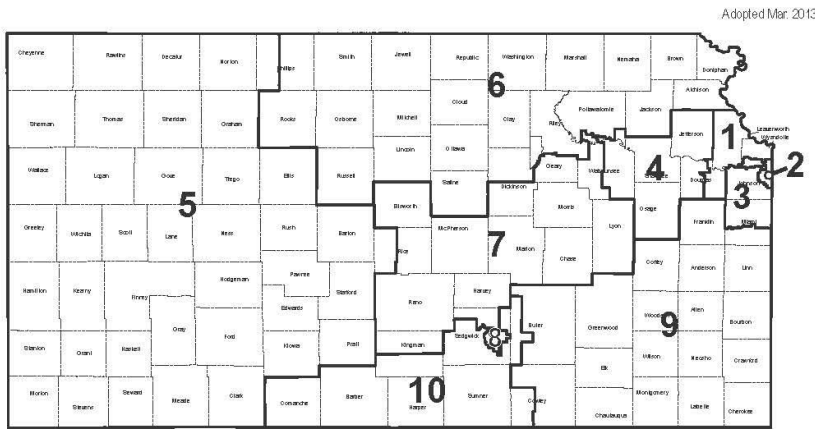 Adopted Mar. 2013
Cheyenne Rawlins Decatur Norton Phillips Smith Jewell Republic Washington Marshall Nemaha Brown Doniphan
6
Atchison
Sherman Thomas Sheridan Graham Rooks Osborne Mitchell Cloud Clay Riley Pottawatomie Jackson Jefferson 1 Leavenworth
Wyandotte
Lincoln Ottawa
Wallace Logan Gove Trego Ellis Russell Saline Dickinson Geary Wabaunsee 4 Douglas Johnson 2
5 3
Ellsworth Morris Osage Franklin Miami
Greeley Wichita Scott Lane Ness Rush Barton Rice McPherson 7 Marion Chase Lyon
Coffey Anderson Linn
Hamilton Kearny Finney Hodgeman Pawnee Stafford Reno Harvey
Edwards
Gray Ford Sedgwick 8 Butler Greenwood Woodson Allen Bourbon
9
Stanton Grant Haskell Kiowa Pratt Kingman Elk Wilson Neosho Crawford
Morton Stevens Seward Meade Clark Comanche Barber 10 Harper Sumner Cowley Chautauqua Montgomery Labette Cherokee